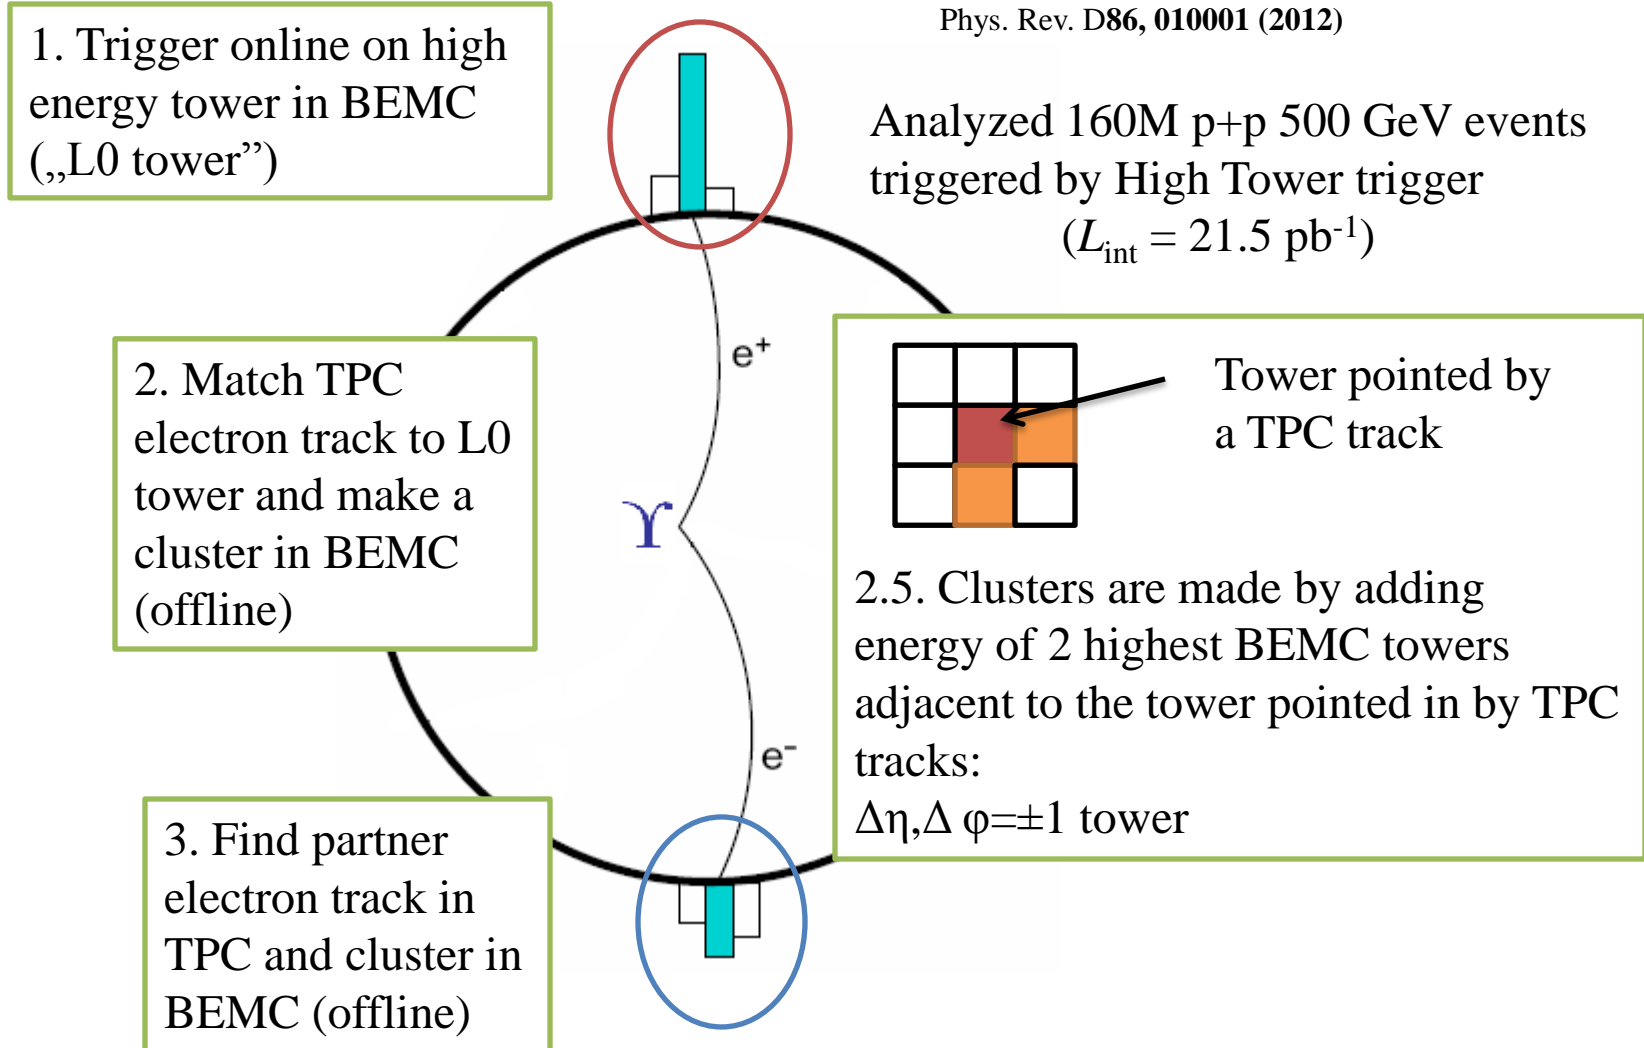 Phys. Rev. D86, 010001 (2012)
1. Trigger online on high
energy tower in BEMC
(„L0 tower”)
Analyzed 160M p+p 500 GeV events
triggered by High Tower trigger
(Lint = 21.5 pb-1)
e+
2. Match TPC
electron track to L0
tower and make a
cluster in BEMC
(offline)
Tower pointed by
a TPC track
ϒ
2.5. Clusters are made by adding
energy of 2 highest BEMC towers
adjacent to the tower pointed in by TPC
tracks:
Δη,Δ φ=±1 tower
e-
3. Find partner
electron track in
TPC and cluster in
BEMC (offline)